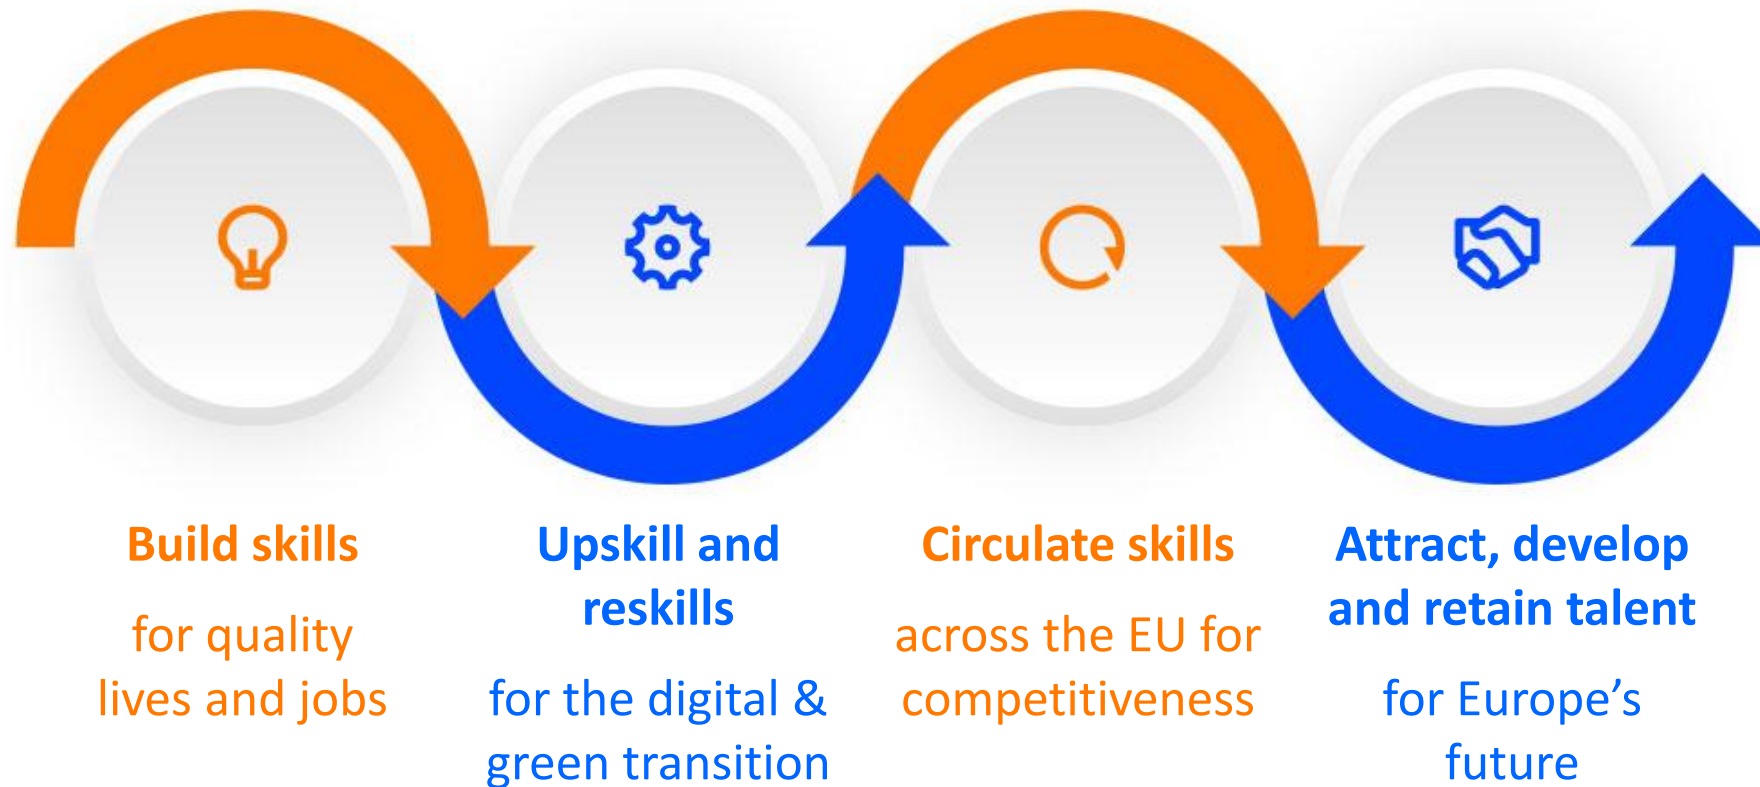 Build skills
for quality
lives and jobs
Upskill and
reskills
for the digital &
green transition
Circulate skills
across the EU for
competitiveness
Attract, develop
and retain talent
for Europe’s
future